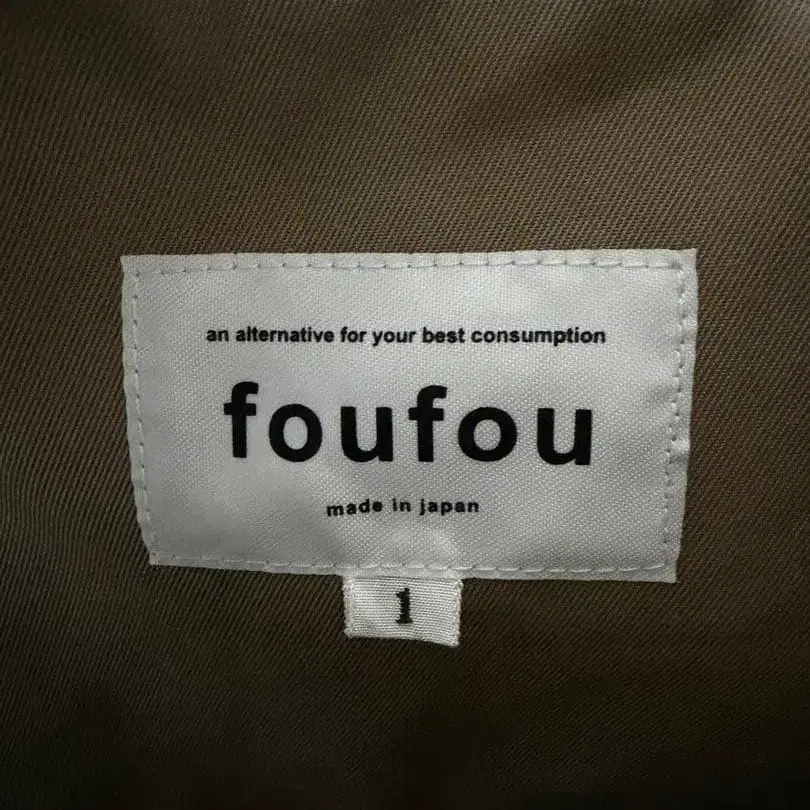 an alternative for your best consumption
foufou
made in japan
1